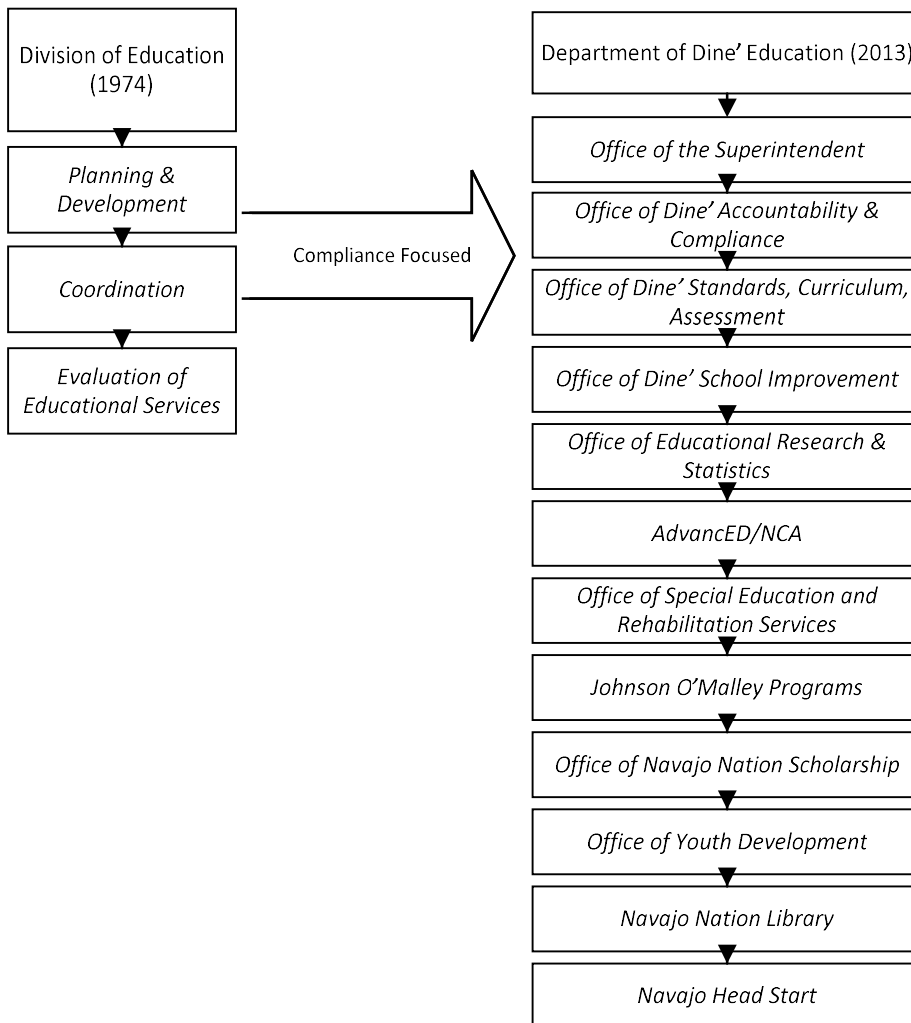 Division of Education
(1974)
Planning &
Development
Coordination
Evaluation of
Educational Services
Compliance Focused
Department of Dine’ Education (2013)
Office of the Superintendent
Office of Dine’ Accountability &
Compliance
Office of Dine’ Standards, Curriculum,
Assessment
Office of Dine’ School Improvement
Office of Educational Research &
Statistics
AdvancED/NCA
Office of Special Education and
Rehabilitation Services
Johnson O’Malley Programs
Office of Navajo Nation Scholarship
Office of Youth Development
Navajo Nation Library
Navajo Head Start